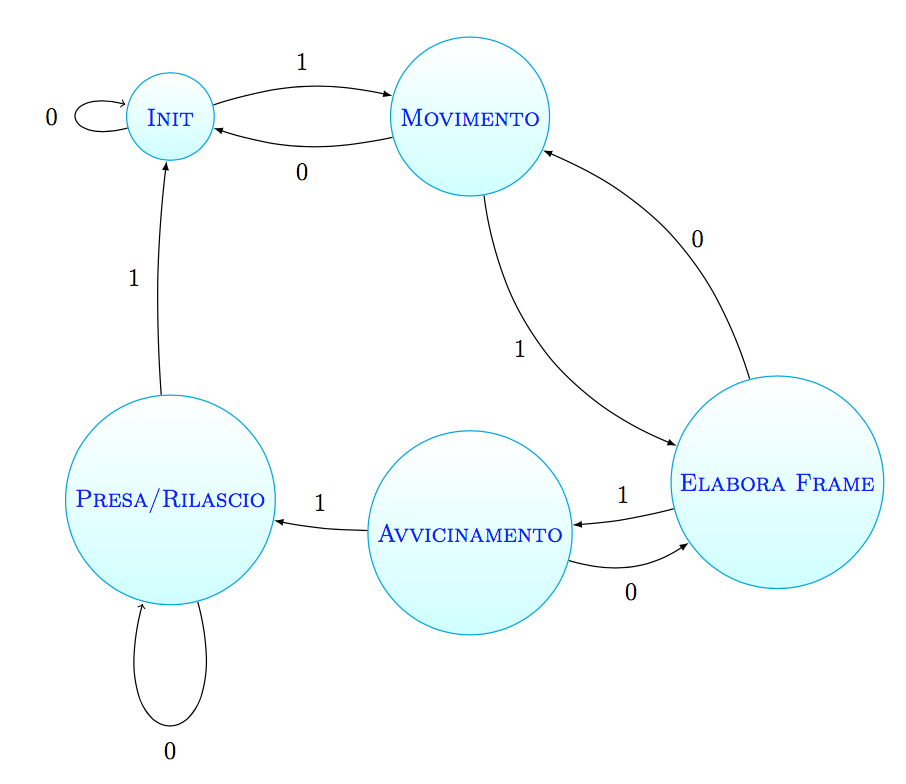 1
0
INIT
MOVIMENTO
0
0
1
1
ELABORA FRAME
PRESA/RILASCIO
1
1
AVVICINAMENTO
0
0